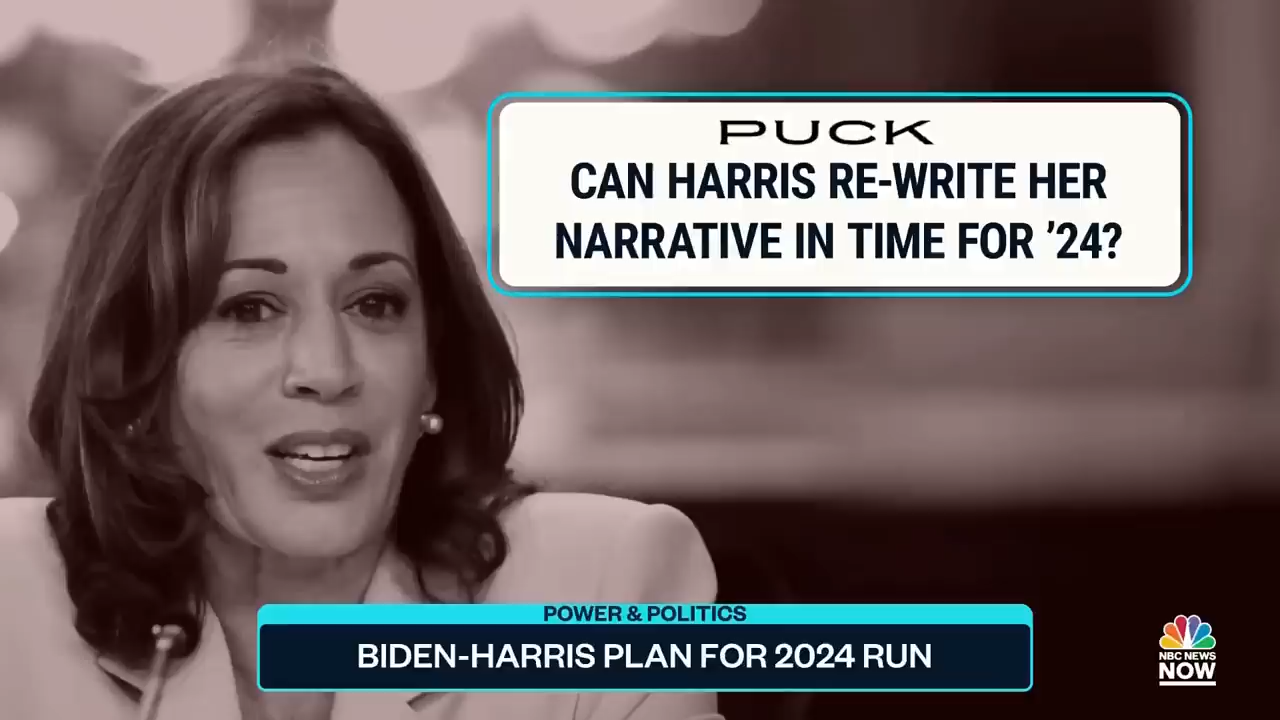 PUCK
CAN HARRIS RE-WRITE HER
NARRATIVE IN TIME FOR ’24?
POWER & POLITICS
BIDEN-HARRIS PLAN FOR 2024 RUN
NBC NEWS
NOW